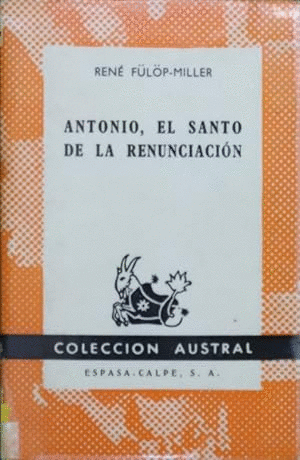 RENÉ FÜLÖP-MILLER
ANTONIO, EL SANTO
DE LA RENUNCIACIÓN
COLECCION AUSTRAL
ESPASA-CALPE, S. A.